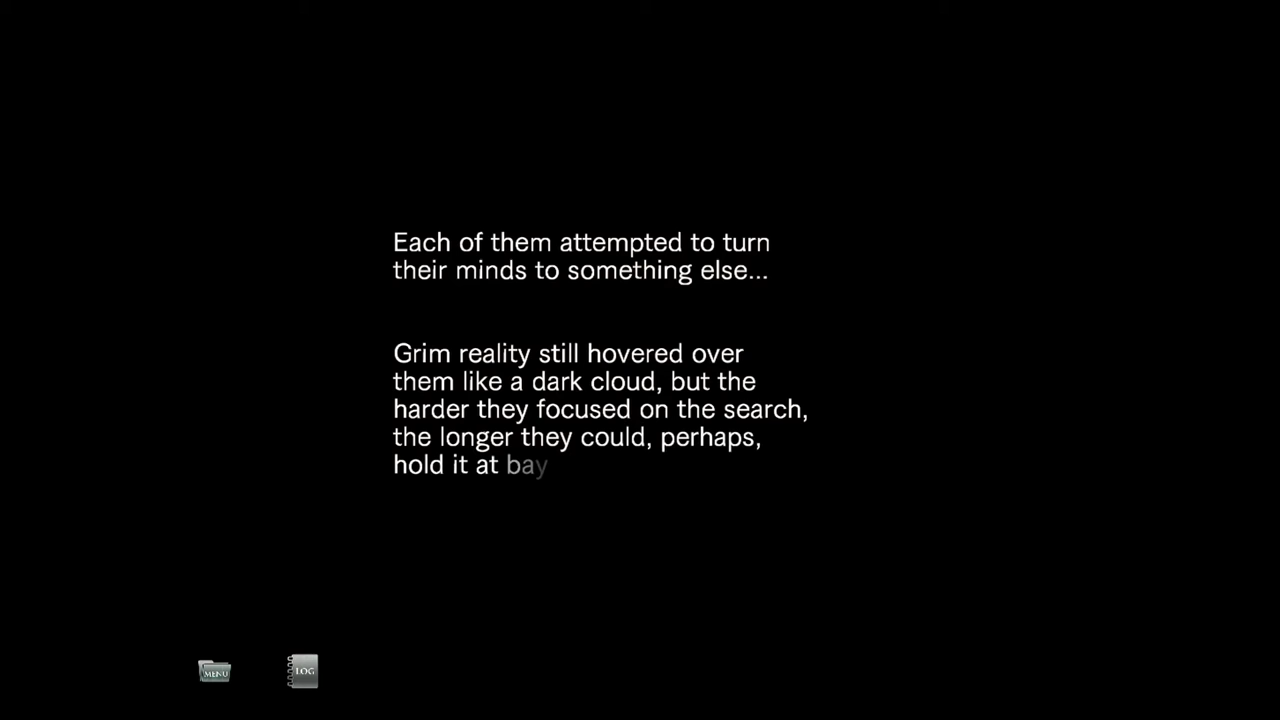 Each of them attempted to turn
their minds to something else...
Grim reality still hovered over
them like a dark cloud, but the
harder they focused on the search,
the longer they could, perhaps,
hold it at bay
MENU
LOG